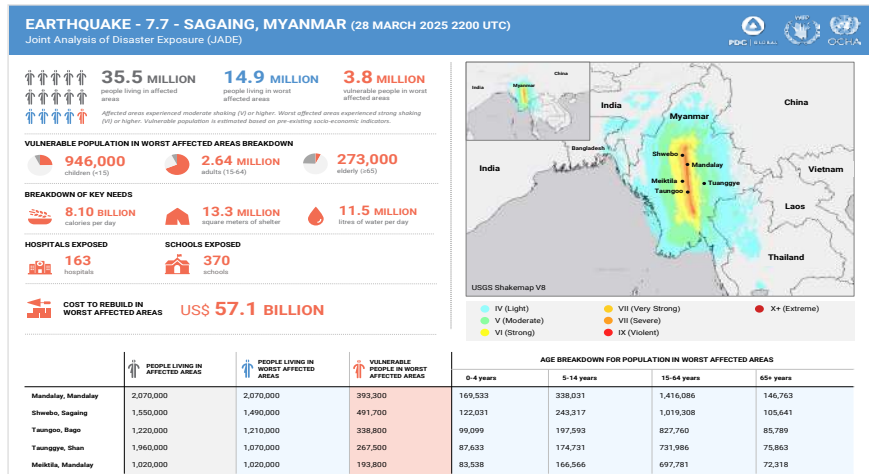 EARTHQUAKE - 7.7 - SAGAING, MYANMAR (28 MARCH 2025 2200 UTC)
Joint Analysis of Disaster Exposure (JADE)
PDC GLOBAL
WFP
OCHA
35.5 MILLION
people living in affected
areas
14.9 MILLION
people living in worst
affected areas
3.8 MILLION
vulnerable people in worst
affected areas
Affected areas experienced moderate shaking (V) or higher. Worst affected areas experienced strong shaking
(VI) or higher. Vulnerable population is estimated based on pre-existing socio-economic indicators.
VULNERABLE POPULATION IN WORST AFFECTED AREAS BREAKDOWN
946,000
children (<15)
2.64 MILLION
adults (15-64)
273,000
elderly (≥65)
BREAKDOWN OF KEY NEEDS
8.10 BILLION
calories per day
13.3 MILLION
square meters of shelter
11.5 MILLION
litres of water per day
HOSPITALS EXPOSED
163
hospitals
SCHOOLS EXPOSED
370
schools
COST TO REBUILD IN
WORST AFFECTED AREAS
US$ 57.1 BILLION
China
India
Myanmar
India
China
Myanmar
Bangladesh
Shwebo
Mandalay
India
Vietnam
Meiktila
Tuanggye
Taungoo
Laos
Thailand
USGS Shakemap V8
IV (Light)
VII (Very Strong)
X+ (Extreme)
V (Moderate)
VII (Severe)
VI (Strong)
IX (Violent)
PEOPLE LIVING IN
AFFECTED AREAS
PEOPLE LIVING IN
WORST AFFECTED
AREAS
VULNERABLE
PEOPLE IN WORST
AFFECTED AREAS
AGE BREAKDOWN FOR POPULATION IN WORST AFFECTED AREAS
0-4 years 5-14 years 15-64 years 65+ years
Mandalay, Mandalay 2,070,000 2,070,000 393,300 169,533 338,031 1,416,086 146,763
Shwebo, Sagaing 1,550,000 1,490,000 491,700 122,031 243,317 1,019,308 105,641
Taungoo, Bago 1,220,000 1,210,000 338,800 99,099 197,593 827,760 85,789
Taunggye, Shan 1,960,000 1,070,000 267,500 87,633 174,731 731,986 75,863
Meiktila, Mandalay 1,020,000 1,020,000 193,800 83,538 166,566 697,781 72,318